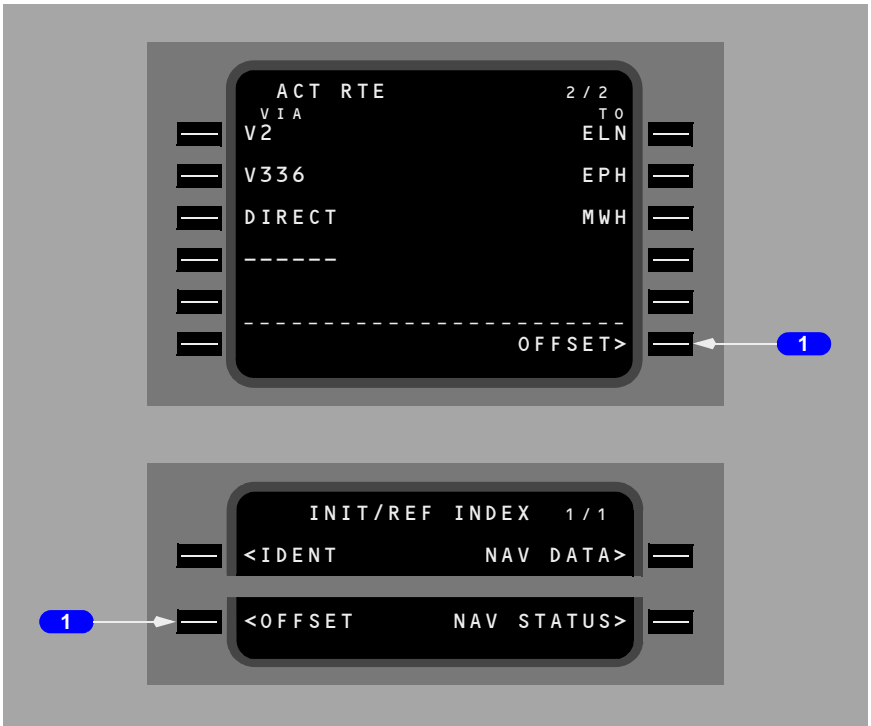 ACT RTE 2/2
VIA TO
V2 ELN
V336 EPH
DIRECT MWH
------
------------------------
OFFSET>
1
INIT/REF INDEX 1/1
<IDENT NAV DATA>
1
<OFFSET NAV STATUS>